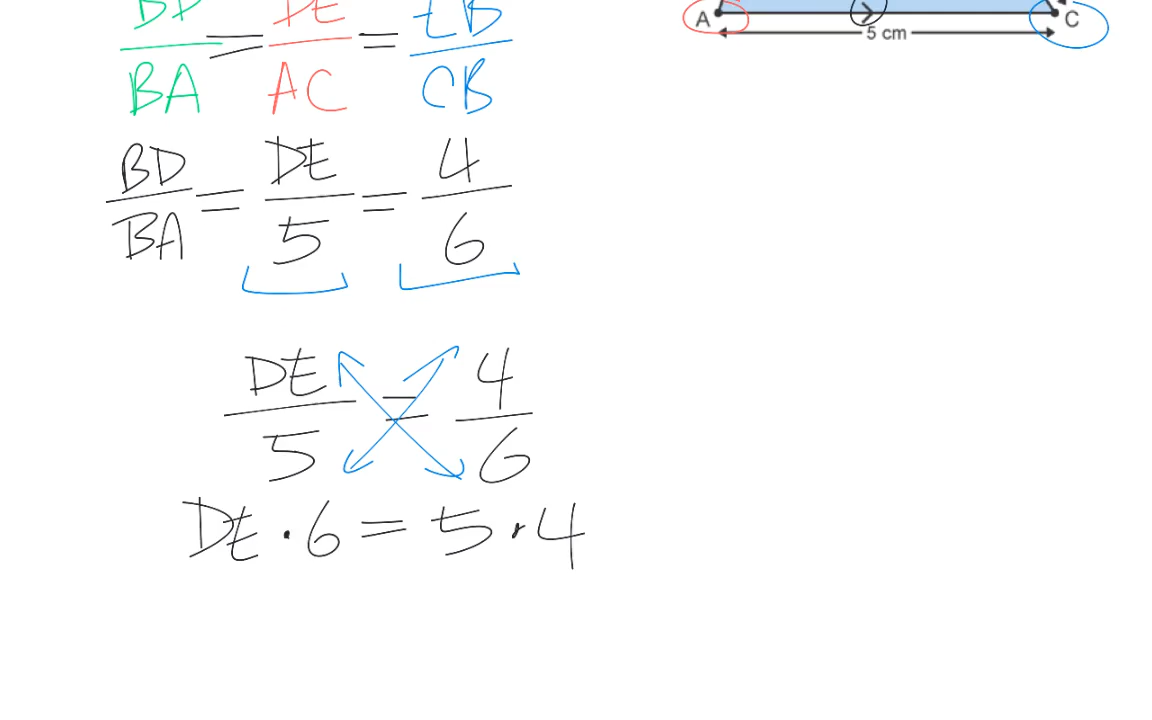 BD/BA = DE/AC = EB/CB
A C
5 cm
BD/BA = DE/5 = 4/6
DE/5 = 4/6
DE · 6 = 5 · 4